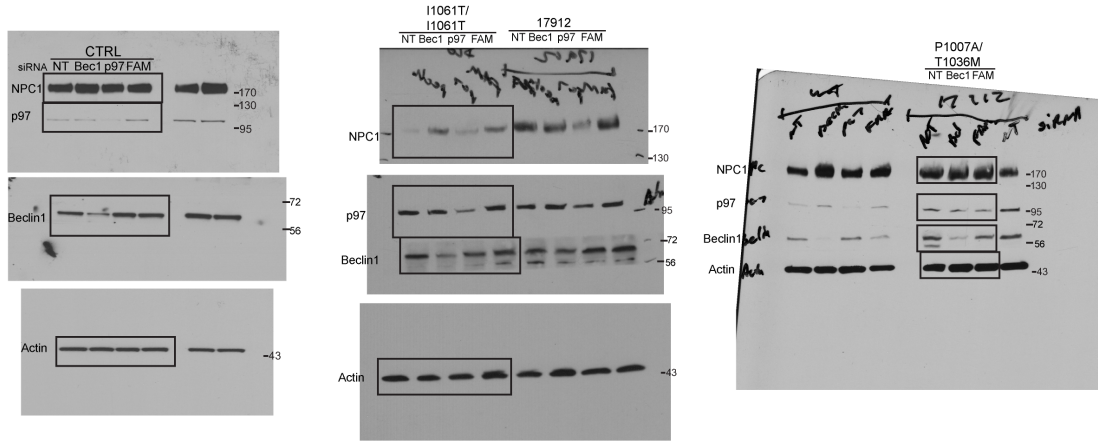 CTRL
siRNA NT Bec1 p97 FAM
NPC1
-170
-130
p97
-95
Beclin1
-72
-56
Actin
-43
I1061T/
I1061T
17912
NT Bec1 p97 FAM Bec1 p97 FAM
NT
NPC1
-170
-130
p97
-95
-72
Beclin1
-56
Actin
-43
P1007A/
T1036M
NT Bec1 FAM
WT
siRNA
NPC1
-170
-130
p97
-95
-72
Beclin1
-56
Actin
-43